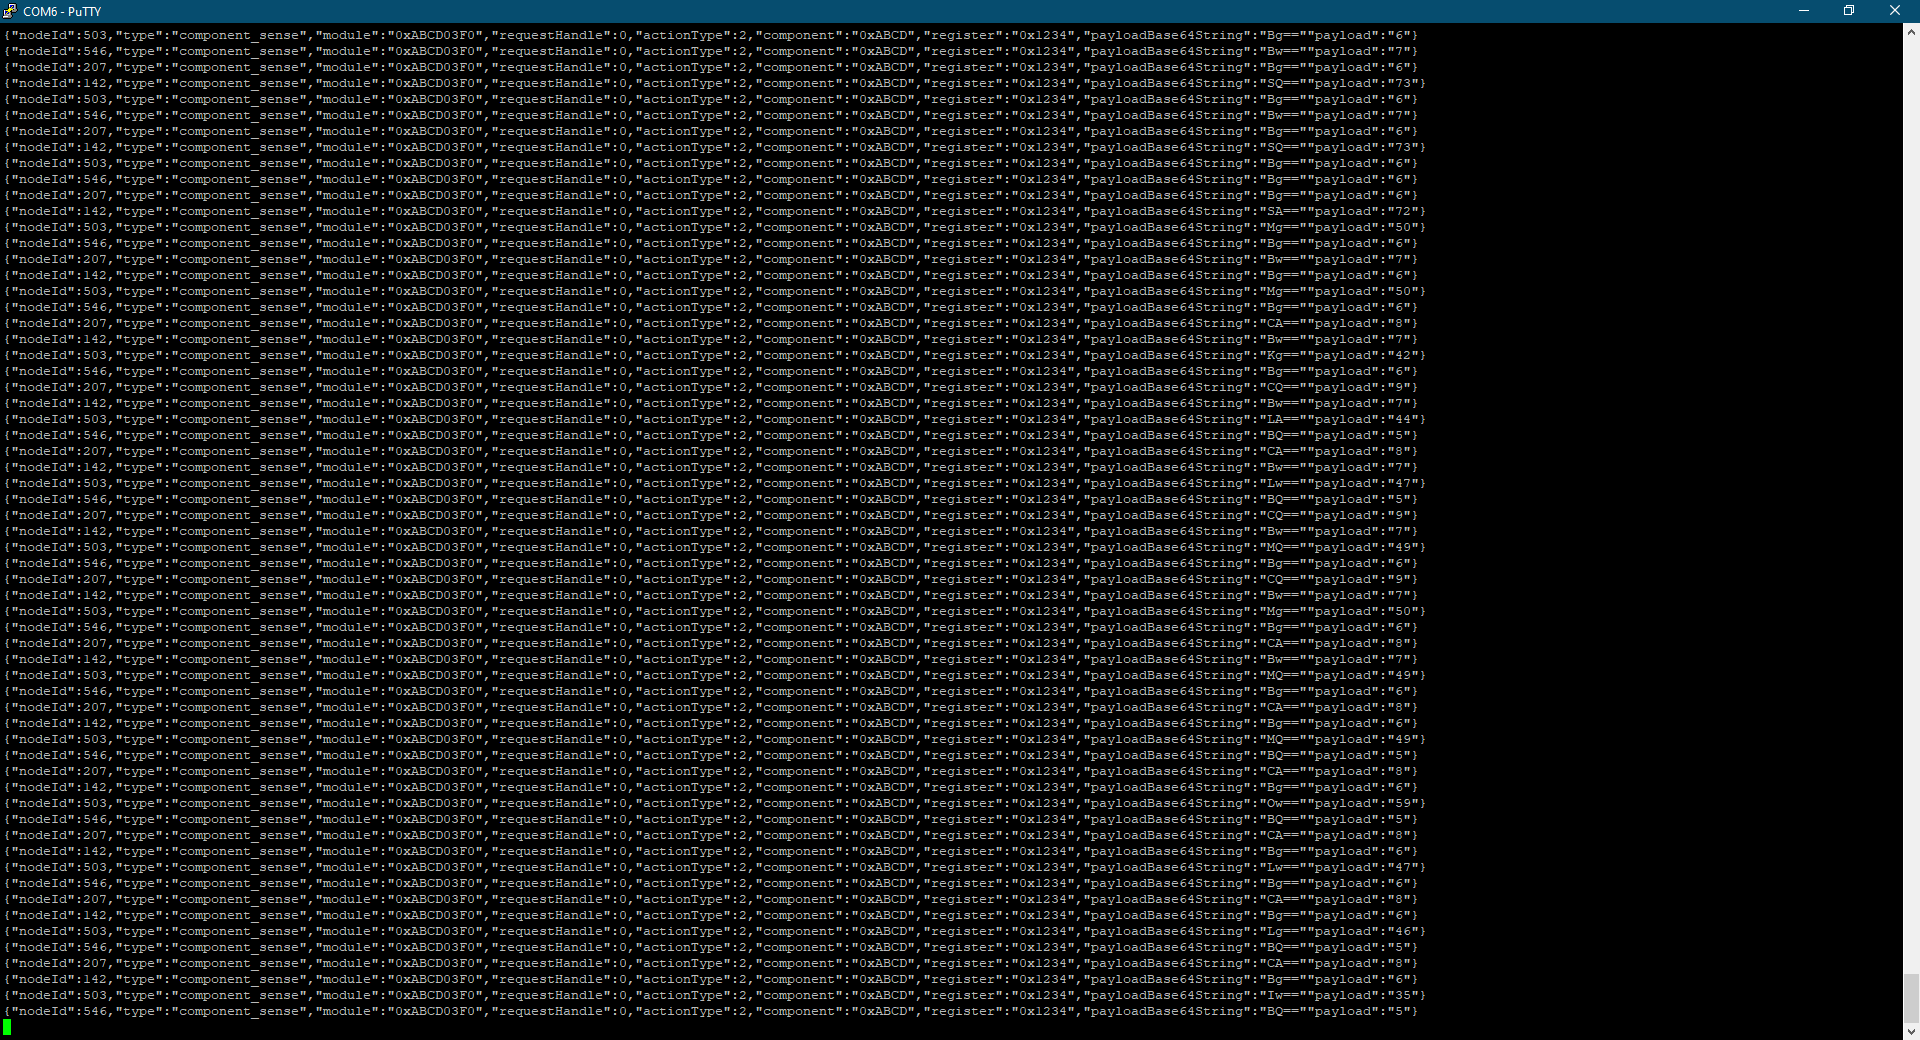 COM6 - PuTTY
{"nodeId":503,"type":"component_sense","module":"0xABCD03F0","requestHandle":0,"actionType":2,"component":"0xABCD","register":"0x1234","payloadBase64String":"Bg==""payload":"6"}
{"nodeId":546,"type":"component_sense","module":"0xABCD03F0","requestHandle":0,"actionType":2,"component":"0xABCD","register":"0x1234","payloadBase64String":"Bw==""payload":"7"}
{"nodeId":207,"type":"component_sense","module":"0xABCD03F0","requestHandle":0,"actionType":2,"component":"0xABCD","register":"0x1234","payloadBase64String":"Bg==""payload":"6"}
{"nodeId":142,"type":"component_sense","module":"0xABCD03F0","requestHandle":0,"actionType":2,"component":"0xABCD","register":"0x1234","payloadBase64String":"SQ==""payload":"73"}
{"nodeId":503,"type":"component_sense","module":"0xABCD03F0","requestHandle":0,"actionType":2,"component":"0xABCD","register":"0x1234","payloadBase64String":"Bg==""payload":"6"}
{"nodeId":546,"type":"component_sense","module":"0xABCD03F0","requestHandle":0,"actionType":2,"component":"0xABCD","register":"0x1234","payloadBase64String":"Bw==""payload":"7"}
{"nodeId":207,"type":"component_sense","module":"0xABCD03F0","requestHandle":0,"actionType":2,"component":"0xABCD","register":"0x1234","payloadBase64String":"Bg==""payload":"6"}
{"nodeId":142,"type":"component_sense","module":"0xABCD03F0","requestHandle":0,"actionType":2,"component":"0xABCD","register":"0x1234","payloadBase64String":"SQ==""payload":"73"}
{"nodeId":503,"type":"component_sense","module":"0xABCD03F0","requestHandle":0,"actionType":2,"component":"0xABCD","register":"0x1234","payloadBase64String":"Bg==""payload":"6"}
{"nodeId":546,"type":"component_sense","module":"0xABCD03F0","requestHandle":0,"actionType":2,"component":"0xABCD","register":"0x1234","payloadBase64String":"Bg==""payload":"6"}
{"nodeId":207,"type":"component_sense","module":"0xABCD03F0","requestHandle":0,"actionType":2,"component":"0xABCD","register":"0x1234","payloadBase64String":"Bg==""payload":"6"}
{"nodeId":142,"type":"component_sense","module":"0xABCD03F0","requestHandle":0,"actionType":2,"component":"0xABCD","register":"0x1234","payloadBase64String":"SA==""payload":"72"}
{"nodeId":503,"type":"component_sense","module":"0xABCD03F0","requestHandle":0,"actionType":2,"component":"0xABCD","register":"0x1234","payloadBase64String":"Mg==""payload":"50"}
{"nodeId":546,"type":"component_sense","module":"0xABCD03F0","requestHandle":0,"actionType":2,"component":"0xABCD","register":"0x1234","payloadBase64String":"Bg==""payload":"6"}
{"nodeId":207,"type":"component_sense","module":"0xABCD03F0","requestHandle":0,"actionType":2,"component":"0xABCD","register":"0x1234","payloadBase64String":"Bw==""payload":"7"}
{"nodeId":142,"type":"component_sense","module":"0xABCD03F0","requestHandle":0,"actionType":2,"component":"0xABCD","register":"0x1234","payloadBase64String":"Bg==""payload":"6"}
{"nodeId":503,"type":"component_sense","module":"0xABCD03F0","requestHandle":0,"actionType":2,"component":"0xABCD","register":"0x1234","payloadBase64String":"Mg==""payload":"50"}
{"nodeId":546,"type":"component_sense","module":"0xABCD03F0","requestHandle":0,"actionType":2,"component":"0xABCD","register":"0x1234","payloadBase64String":"Bg==""payload":"6"}
{"nodeId":207,"type":"component_sense","module":"0xABCD03F0","requestHandle":0,"actionType":2,"component":"0xABCD","register":"0x1234","payloadBase64String":"CA==""payload":"8"}
{"nodeId":142,"type":"component_sense","module":"0xABCD03F0","requestHandle":0,"actionType":2,"component":"0xABCD","register":"0x1234","payloadBase64String":"Bw==""payload":"7"}
{"nodeId":503,"type":"component_sense","module":"0xABCD03F0","requestHandle":0,"actionType":2,"component":"0xABCD","register":"0x1234","payloadBase64String":"Kg==""payload":"42"}
{"nodeId":546,"type":"component_sense","module":"0xABCD03F0","requestHandle":0,"actionType":2,"component":"0xABCD","register":"0x1234","payloadBase64String":"Bg==""payload":"6"}
{"nodeId":207,"type":"component_sense","module":"0xABCD03F0","requestHandle":0,"actionType":2,"component":"0xABCD","register":"0x1234","payloadBase64String":"CQ==""payload":"9"}
{"nodeId":142,"type":"component_sense","module":"0xABCD03F0","requestHandle":0,"actionType":2,"component":"0xABCD","register":"0x1234","payloadBase64String":"Bw==""payload":"7"}
{"nodeId":503,"type":"component_sense","module":"0xABCD03F0","requestHandle":0,"actionType":2,"component":"0xABCD","register":"0x1234","payloadBase64String":"LA==""payload":"44"}
{"nodeId":546,"type":"component_sense","module":"0xABCD03F0","requestHandle":0,"actionType":2,"component":"0xABCD","register":"0x1234","payloadBase64String":"BQ==""payload":"5"}
{"nodeId":207,"type":"component_sense","module":"0xABCD03F0","requestHandle":0,"actionType":2,"component":"0xABCD","register":"0x1234","payloadBase64String":"CA==""payload":"8"}
{"nodeId":142,"type":"component_sense","module":"0xABCD03F0","requestHandle":0,"actionType":2,"component":"0xABCD","register":"0x1234","payloadBase64String":"Bw==""payload":"7"}
{"nodeId":503,"type":"component_sense","module":"0xABCD03F0","requestHandle":0,"actionType":2,"component":"0xABCD","register":"0x1234","payloadBase64String":"Lw==""payload":"47"}
{"nodeId":546,"type":"component_sense","module":"0xABCD03F0","requestHandle":0,"actionType":2,"component":"0xABCD","register":"0x1234","payloadBase64String":"BQ==""payload":"5"}
{"nodeId":207,"type":"component_sense","module":"0xABCD03F0","requestHandle":0,"actionType":2,"component":"0xABCD","register":"0x1234","payloadBase64String":"CQ==""payload":"9"}
{"nodeId":142,"type":"component_sense","module":"0xABCD03F0","requestHandle":0,"actionType":2,"component":"0xABCD","register":"0x1234","payloadBase64String":"Bw==""payload":"7"}
{"nodeId":503,"type":"component_sense","module":"0xABCD03F0","requestHandle":0,"actionType":2,"component":"0xABCD","register":"0x1234","payloadBase64String":"MQ==""payload":"49"}
{"nodeId":546,"type":"component_sense","module":"0xABCD03F0","requestHandle":0,"actionType":2,"component":"0xABCD","register":"0x1234","payloadBase64String":"Bg==""payload":"6"}
{"nodeId":207,"type":"component_sense","module":"0xABCD03F0","requestHandle":0,"actionType":2,"component":"0xABCD","register":"0x1234","payloadBase64String":"CQ==""payload":"9"}
{"nodeId":142,"type":"component_sense","module":"0xABCD03F0","requestHandle":0,"actionType":2,"component":"0xABCD","register":"0x1234","payloadBase64String":"Bw==""payload":"7"}
{"nodeId":503,"type":"component_sense","module":"0xABCD03F0","requestHandle":0,"actionType":2,"component":"0xABCD","register":"0x1234","payloadBase64String":"Mg==""payload":"50"}
{"nodeId":546,"type":"component_sense","module":"0xABCD03F0","requestHandle":0,"actionType":2,"component":"0xABCD","register":"0x1234","payloadBase64String":"Bg==""payload":"6"}
{"nodeId":207,"type":"component_sense","module":"0xABCD03F0","requestHandle":0,"actionType":2,"component":"0xABCD","register":"0x1234","payloadBase64String":"CA==""payload":"8"}
{"nodeId":142,"type":"component_sense","module":"0xABCD03F0","requestHandle":0,"actionType":2,"component":"0xABCD","register":"0x1234","payloadBase64String":"Bw==""payload":"7"}
{"nodeId":503,"type":"component_sense","module":"0xABCD03F0","requestHandle":0,"actionType":2,"component":"0xABCD","register":"0x1234","payloadBase64String":"MQ==""payload":"49"}
{"nodeId":546,"type":"component_sense","module":"0xABCD03F0","requestHandle":0,"actionType":2,"component":"0xABCD","register":"0x1234","payloadBase64String":"Bg==""payload":"6"}
{"nodeId":207,"type":"component_sense","module":"0xABCD03F0","requestHandle":0,"actionType":2,"component":"0xABCD","register":"0x1234","payloadBase64String":"CA==""payload":"8"}
{"nodeId":142,"type":"component_sense","module":"0xABCD03F0","requestHandle":0,"actionType":2,"component":"0xABCD","register":"0x1234","payloadBase64String":"Bg==""payload":"6"}
{"nodeId":503,"type":"component_sense","module":"0xABCD03F0","requestHandle":0,"actionType":2,"component":"0xABCD","register":"0x1234","payloadBase64String":"MQ==""payload":"49"}
{"nodeId":546,"type":"component_sense","module":"0xABCD03F0","requestHandle":0,"actionType":2,"component":"0xABCD","register":"0x1234","payloadBase64String":"BQ==""payload":"5"}
{"nodeId":207,"type":"component_sense","module":"0xABCD03F0","requestHandle":0,"actionType":2,"component":"0xABCD","register":"0x1234","payloadBase64String":"CA==""payload":"8"}
{"nodeId":142,"type":"component_sense","module":"0xABCD03F0","requestHandle":0,"actionType":2,"component":"0xABCD","register":"0x1234","payloadBase64String":"Bg==""payload":"6"}
{"nodeId":503,"type":"component_sense","module":"0xABCD03F0","requestHandle":0,"actionType":2,"component":"0xABCD","register":"0x1234","payloadBase64String":"Ow==""payload":"59"}
{"nodeId":546,"type":"component_sense","module":"0xABCD03F0","requestHandle":0,"actionType":2,"component":"0xABCD","register":"0x1234","payloadBase64String":"BQ==""payload":"5"}
{"nodeId":207,"type":"component_sense","module":"0xABCD03F0","requestHandle":0,"actionType":2,"component":"0xABCD","register":"0x1234","payloadBase64String":"CA==""payload":"8"}
{"nodeId":142,"type":"component_sense","module":"0xABCD03F0","requestHandle":0,"actionType":2,"component":"0xABCD","register":"0x1234","payloadBase64String":"Bg==""payload":"6"}
{"nodeId":503,"type":"component_sense","module":"0xABCD03F0","requestHandle":0,"actionType":2,"component":"0xABCD","register":"0x1234","payloadBase64String":"Lw==""payload":"47"}
{"nodeId":546,"type":"component_sense","module":"0xABCD03F0","requestHandle":0,"actionType":2,"component":"0xABCD","register":"0x1234","payloadBase64String":"Bg==""payload":"6"}
{"nodeId":207,"type":"component_sense","module":"0xABCD03F0","requestHandle":0,"actionType":2,"component":"0xABCD","register":"0x1234","payloadBase64String":"CA==""payload":"8"}
{"nodeId":142,"type":"component_sense","module":"0xABCD03F0","requestHandle":0,"actionType":2,"component":"0xABCD","register":"0x1234","payloadBase64String":"Bg==""payload":"6"}
{"nodeId":503,"type":"component_sense","module":"0xABCD03F0","requestHandle":0,"actionType":2,"component":"0xABCD","register":"0x1234","payloadBase64String":"Lg==""payload":"46"}
{"nodeId":546,"type":"component_sense","module":"0xABCD03F0","requestHandle":0,"actionType":2,"component":"0xABCD","register":"0x1234","payloadBase64String":"BQ==""payload":"5"}
{"nodeId":207,"type":"component_sense","module":"0xABCD03F0","requestHandle":0,"actionType":2,"component":"0xABCD","register":"0x1234","payloadBase64String":"CA==""payload":"8"}
{"nodeId":142,"type":"component_sense","module":"0xABCD03F0","requestHandle":0,"actionType":2,"component":"0xABCD","register":"0x1234","payloadBase64String":"Bg==""payload":"6"}
{"nodeId":503,"type":"component_sense","module":"0xABCD03F0","requestHandle":0,"actionType":2,"component":"0xABCD","register":"0x1234","payloadBase64String":"Iw==""payload":"35"}
{"nodeId":546,"type":"component_sense","module":"0xABCD03F0","requestHandle":0,"actionType":2,"component":"0xABCD","register":"0x1234","payloadBase64String":"BQ==""payload":"5"}